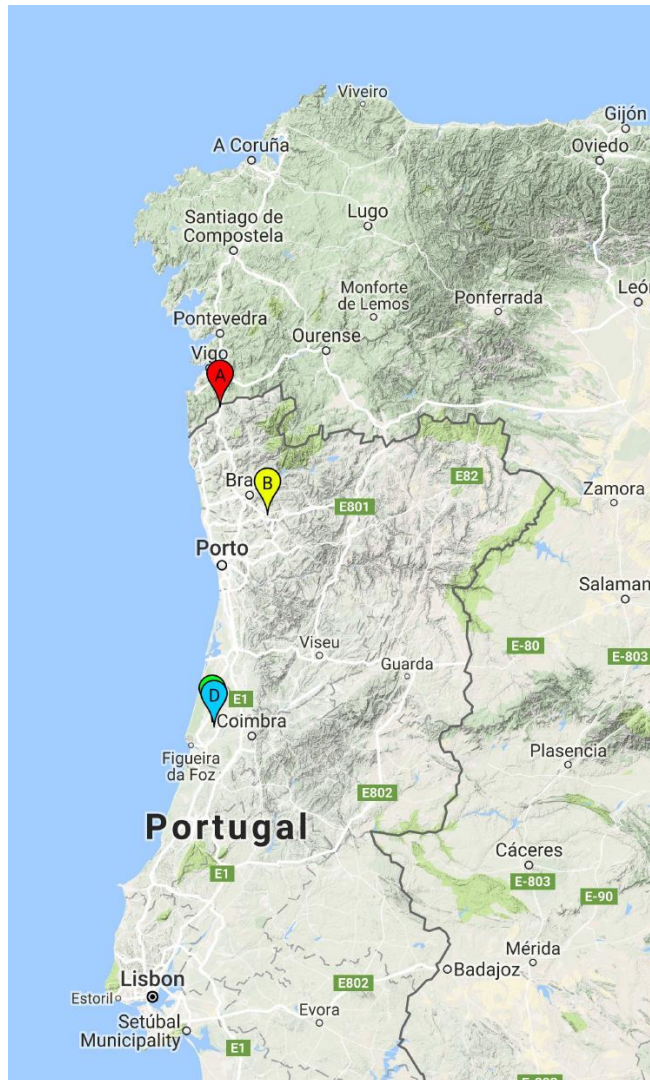 Viveiro
Gijón
A Coruña
Oviedo
Santiago de
Compostela
Lugo
Monforte
de Lemos
Ponferrada
León
Pontevedra
Ourense
Vigo
A
Bra
B
E82
E801
Zamora
Porto
Salaman
E-80
E-803
Viseu
Guarda
D
E1
Coimbra
Figueira
da Foz
Plasencia
E802
Portugal
Cáceres
E1
E-803
E-90
Mérida
Badajoz
Lisbon
Estoril
E802
Evora
Setúbal
Municipality
E1